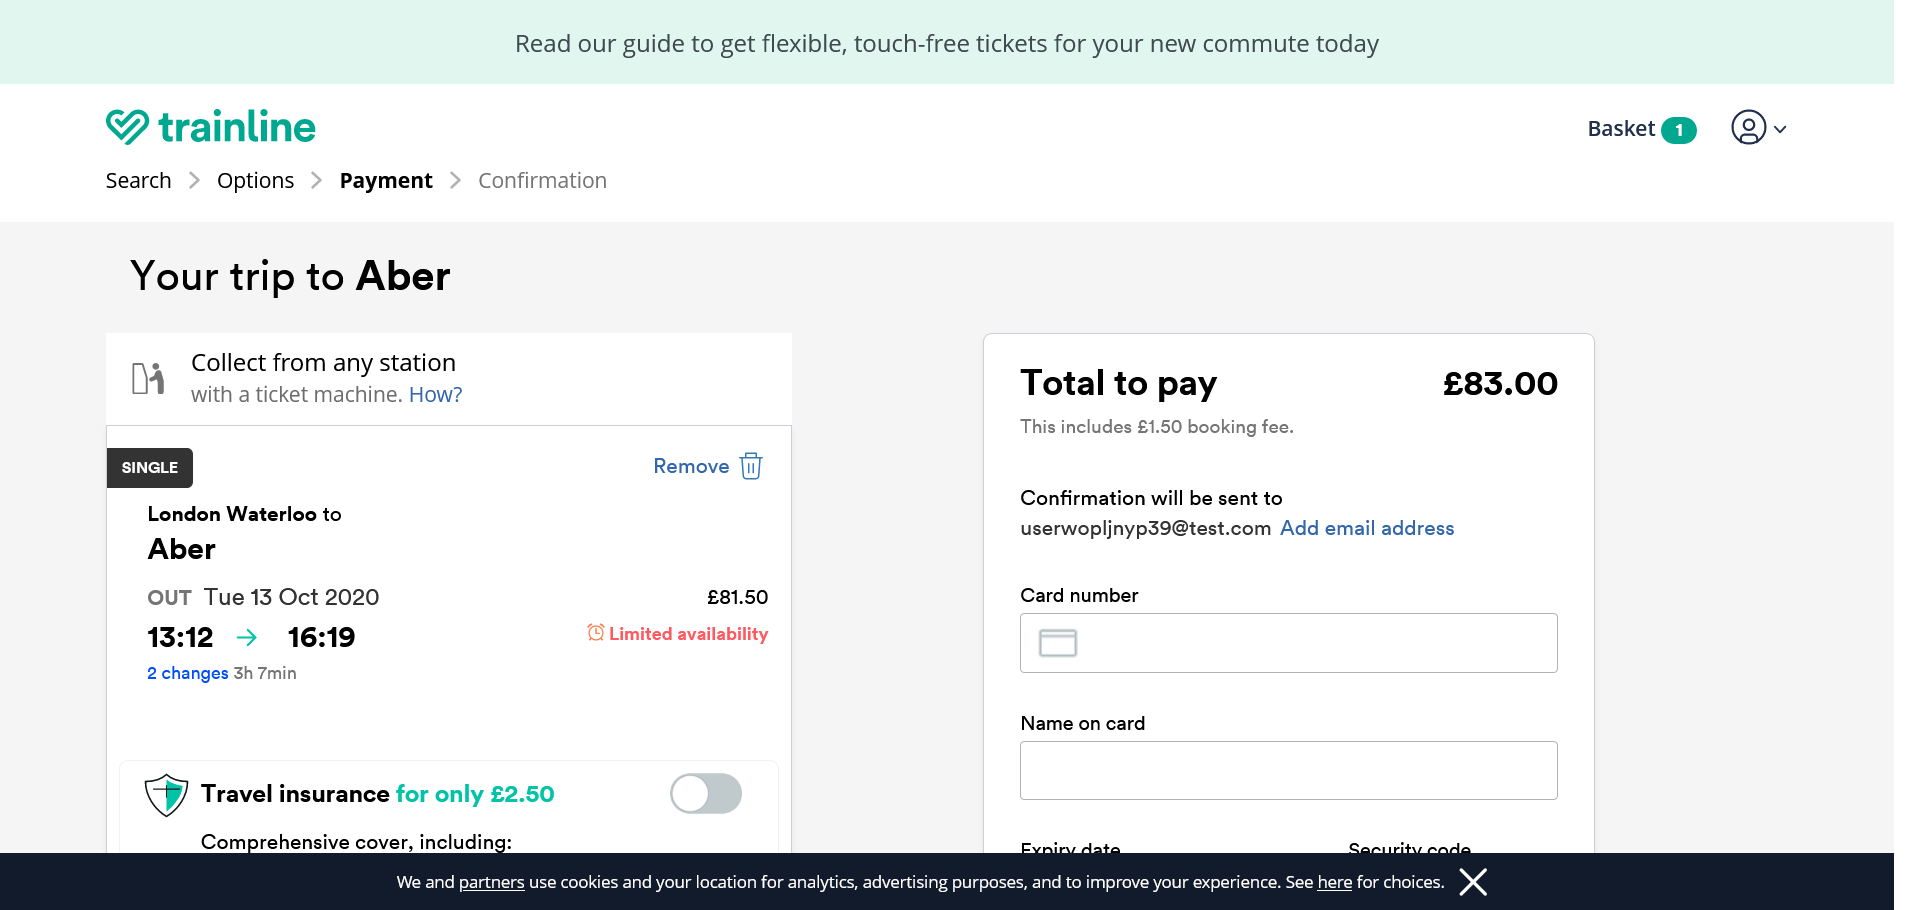 Read our guide to get flexible, touch-free tickets for your new commute today
trainline
Basket 1
Search Options Payment Confirmation
Your trip to Aber
Collect from any station
with a ticket machine. How?
SINGLE
Remove
London Waterloo to
Aber
OUT Tue 13 Oct 2020 £81.50
13:12 → 16:19 Limited availability
2 changes 3h 7min
Travel insurance for only £2.50
Comprehensive cover, including:
Total to pay £83.00
This includes £1.50 booking fee.
Confirmation will be sent to
userwopljnyp39@test.com Add email address
Card number
Name on card
Expiry date Security code
We and partners use cookies and your location for analytics, advertising purposes, and to improve your experience. See here for choices.